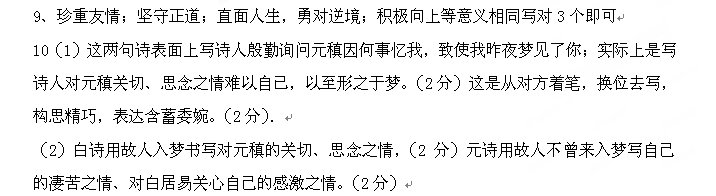 9、珍重友情；坚守正道；直面人生，勇对逆境；积极向上等意义相同写对3个即可
10（1）这两句诗表面上写诗人殷勤询问元稹因何事忆我，致使我昨夜梦见了你；实际上是写
诗人对元稹关切、思念之情难以自已，以至形之于梦。（2分）这是从对方着笔，换位去写，
构思精巧，表达含蓄委婉。（2分）.
（2）白诗用故人入梦书写对元稹的关切、思念之情，（2 分）元诗用故人不曾来入梦写自己
的凄苦之情、对白居易关心自己的感激之情。（2分）